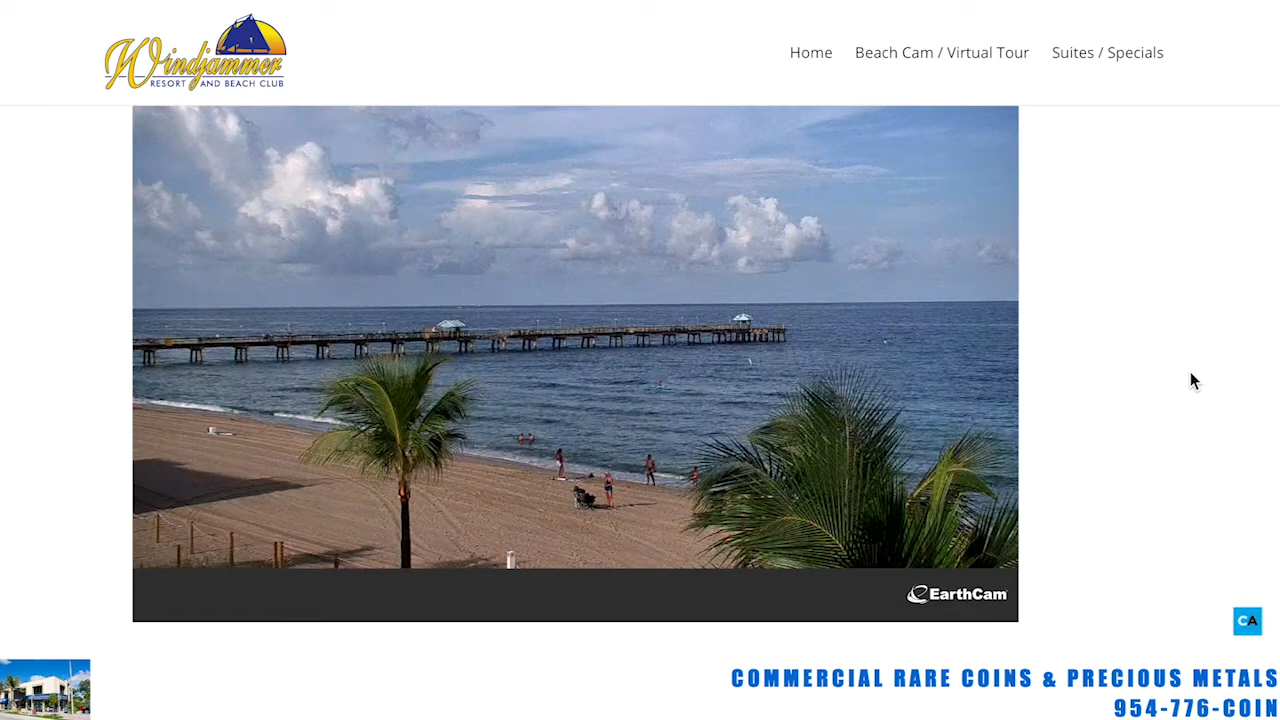 Windjammer
RESORT AND BEACH CLUB
Home
Beach Cam / Virtual Tour
Suites / Specials
EarthCam
CA
COMMERCIAL RARE COINS & PRECIOUS METALS
954-776-COIN